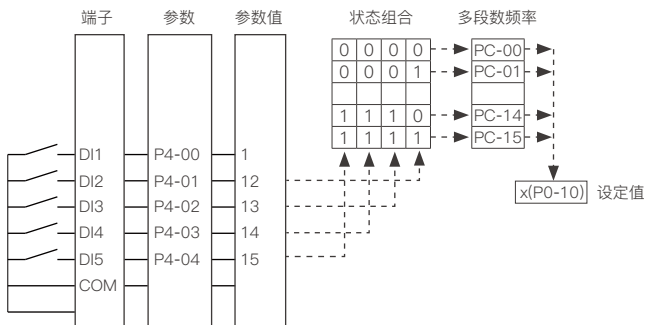 端子 参数 参数值 状态组合 多段数频率
0 0 0 0 PC-00
0 0 0 1 PC-01
1 1 1 0 PC-14
1 1 1 1 PC-15
DI1 P4-00 1
DI2 P4-01 12
x(P0-10) 设定值
DI3 P4-02 13
DI4 P4-03 14
DI5 P4-04 15
COM